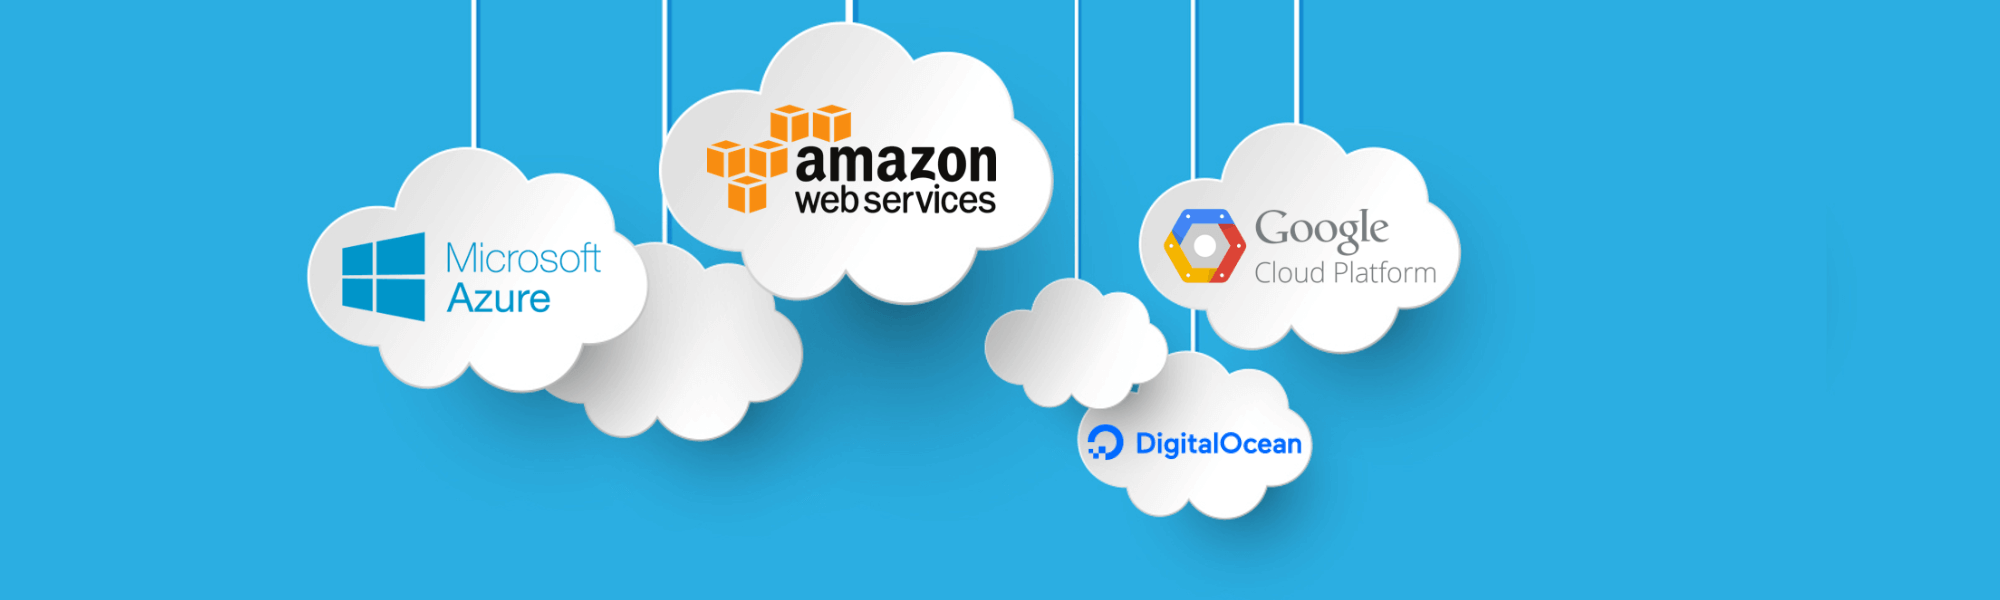 amazon
web services
Microsoft
Azure
Google
Cloud Platform
DigitalOcean